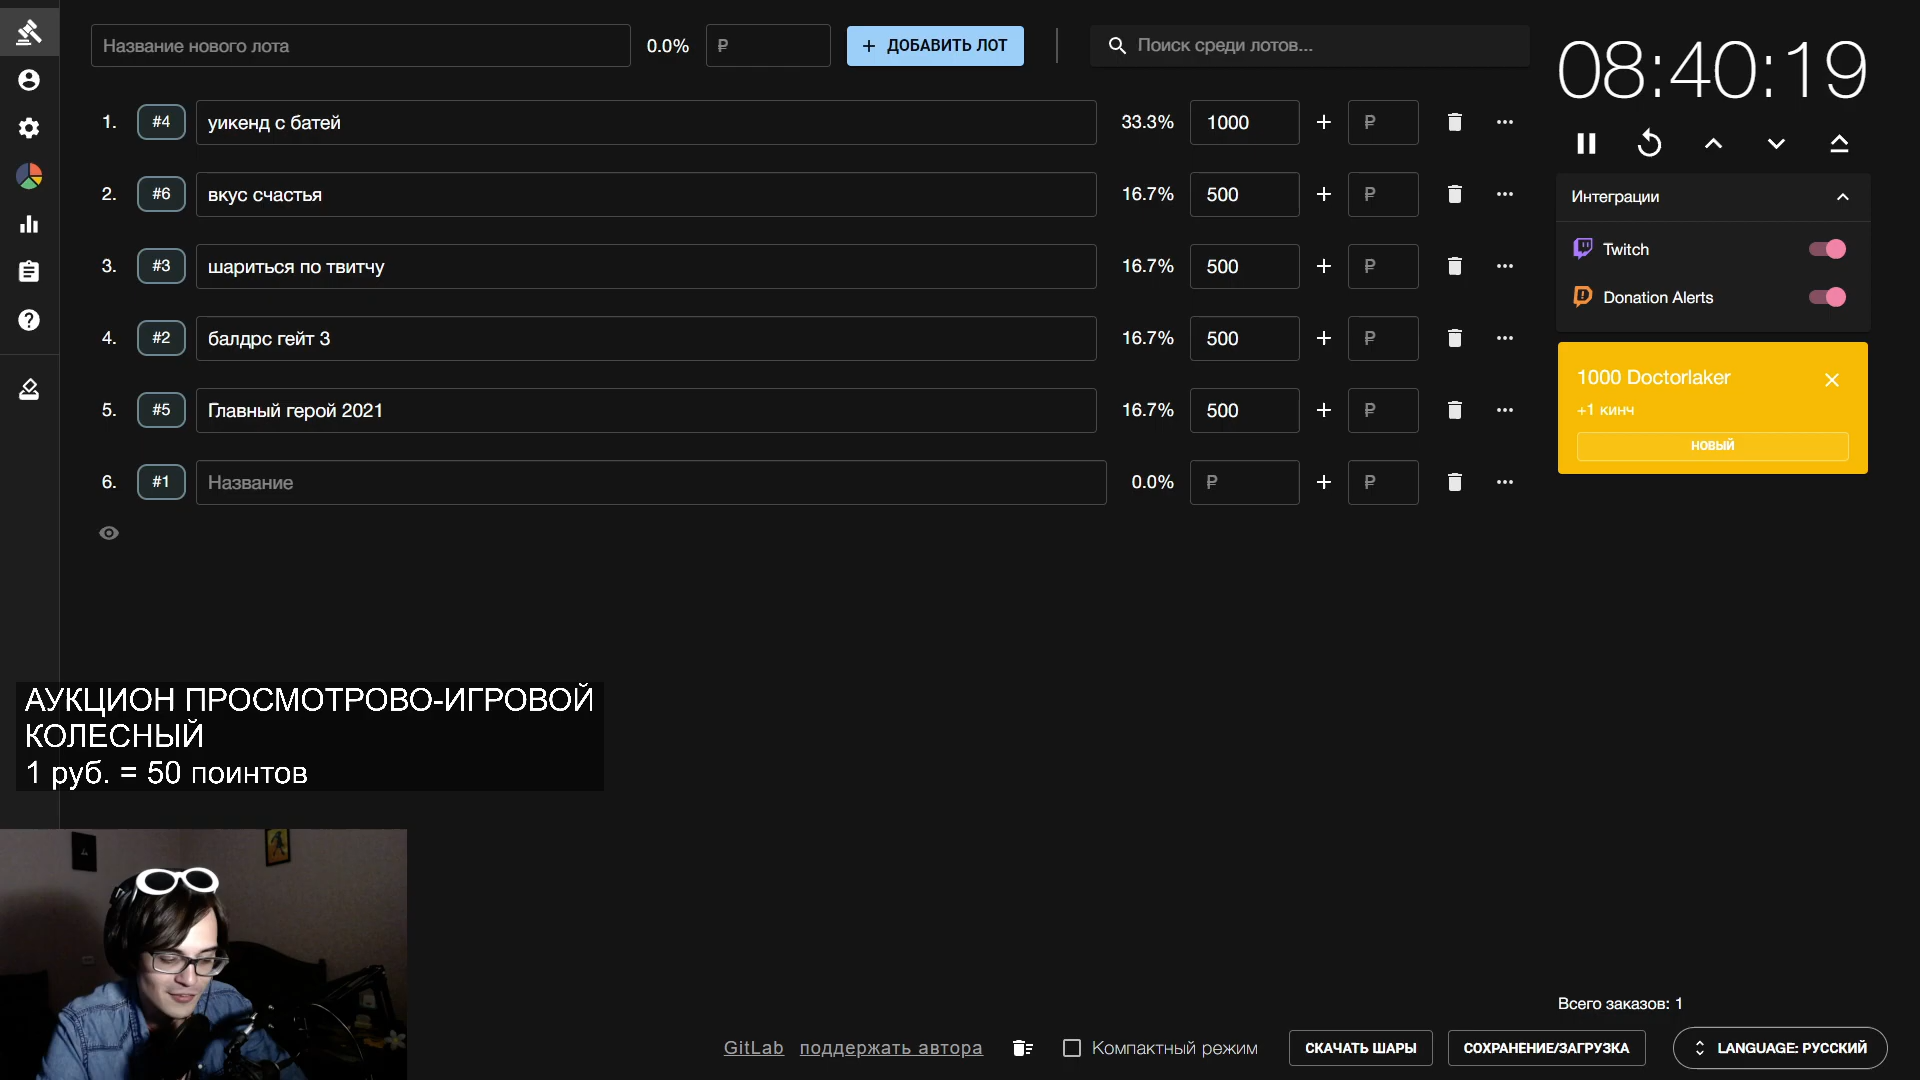 Название нового лота 0.0% ₽ + ДОБАВИТЬ ЛОТ Поиск среди лотов...
08:40:19
1. #4 уикенд с батей 33.3% 1000 + ₽
2. #6 вкус счастья 16.7% 500 + ₽
3. #3 шариться по твитчу 16.7% 500 + ₽
4. #2 балдрс гейт 3 16.7% 500 + ₽
5. #5 Главный герой 2021 16.7% 500 + ₽
6. #1 Название 0.0% ₽ + ₽
Интеграции
Twitch
Donation Alerts
1000 Doctorlaker
+1 кинч
НОВЫЙ
АУКЦИОН ПРОСМОТРОВО-ИГРОВОЙ
КОЛЕСНЫЙ
1 руб. = 50 поинтов
Всего заказов: 1
GitLab поддержать автора Компактный режим СКАЧАТЬ ШАРЫ СОХРАНЕНИЕ/ЗАГРУЗКА LANGUAGE: РУССКИЙ